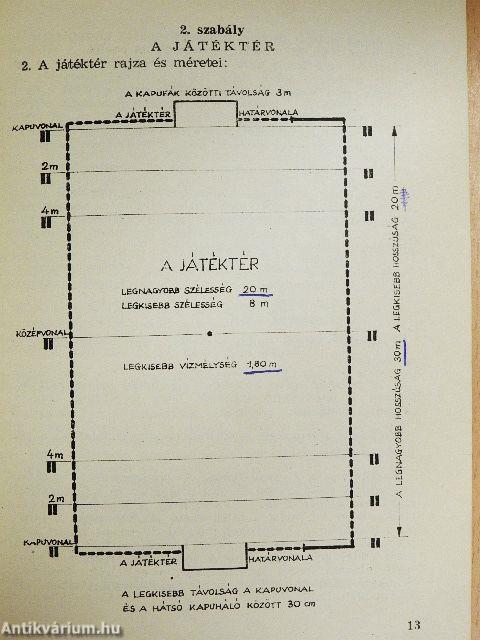 2. szabály
A JÁTÉKTÉR
2. A játéktér rajza és méretei:
A KAPUFÁK KÖZÖTTI TÁVOLSÁG 3m
A JÁTÉKTÉR HATÁRVONALA
KAPUVONAL
2m
4m
A JÁTÉKTÉR
LEGNAGYOBB SZÉLESSÉG 20 m
LEGKISEBB SZÉLESSÉG 8 m
KÖZÉPVONAL
LEGKISEBB VÍZMÉLYSÉG 1,80 m
4m
2m
KAPUVONAL
A JÁTÉKTÉR HATÁRVONALA
A LEGNAGYOBB HOSSZÚSÁG 30m A LEGKISEBB HOSSZÚSÁG 20 m
A LEGKISEBB TÁVOLSÁG A KAPUVONAL
ÉS A HÁTSÓ KAPUHÁLÓ KÖZÖTT 30 cm
13
Antikvárium.hu